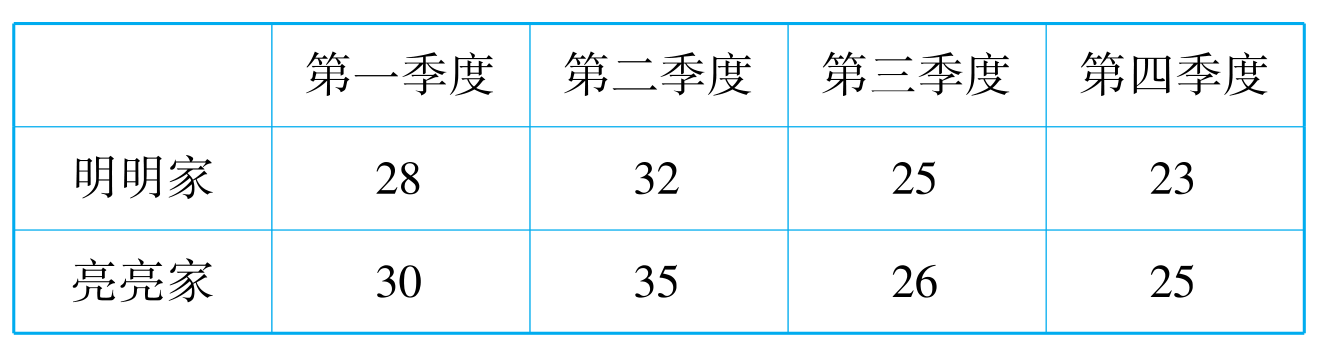 第一季度 第二季度 第三季度 第四季度
明明家 28 32 25 23
亮亮家 30 35 26 25